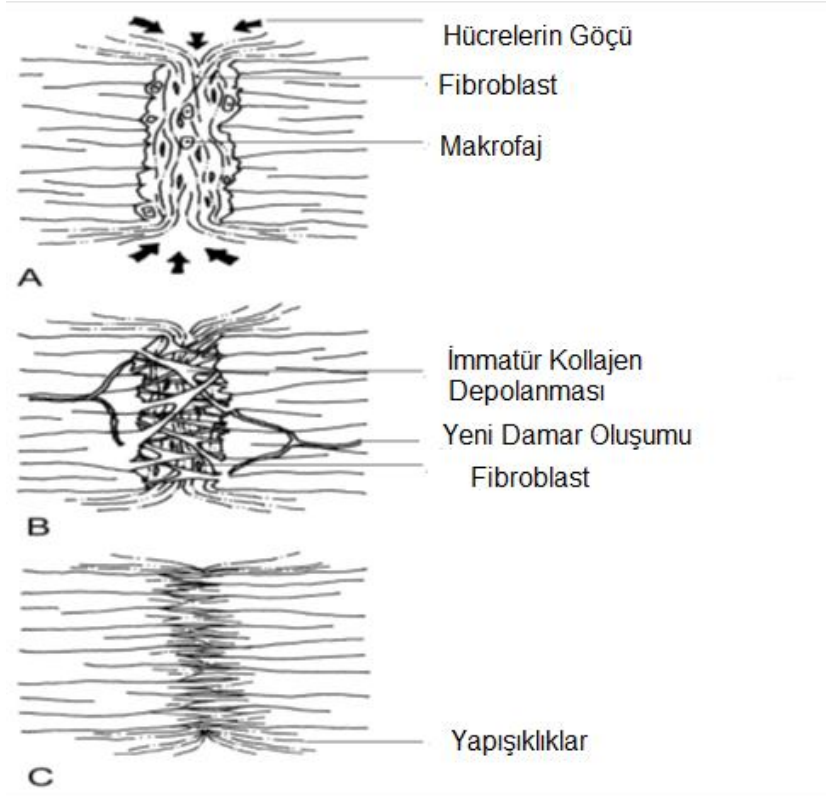 Hücrelerin Göçü
Fibroblast
Makrofaj
A
İmmatür Kollajen
Depolanması
Yeni Damar Oluşumu
Fibroblast
B
Yapışıklıklar
C